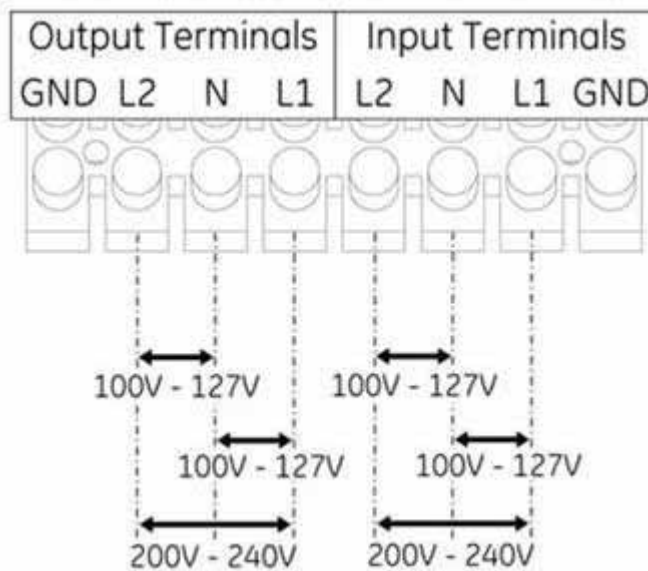 Output Terminals Input Terminals
GND L2 N L1 L2 N L1 GND
100V - 127V 100V - 127V
100V - 127V 100V - 127V
200V - 240V 200V - 240V